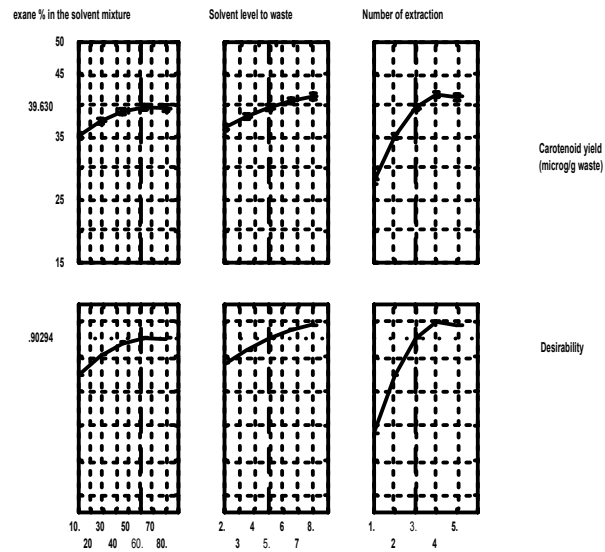 exane % in the solvent mixture Solvent level to waste Number of extraction
50
45
39.630
35
25
15
Carotenoid yield
(microg/g waste)
.90294
Desirability
10. 30 50 70 2. 4 6 8. 1. 3. 5.
20 40 60. 80. 3 5. 7 2 4